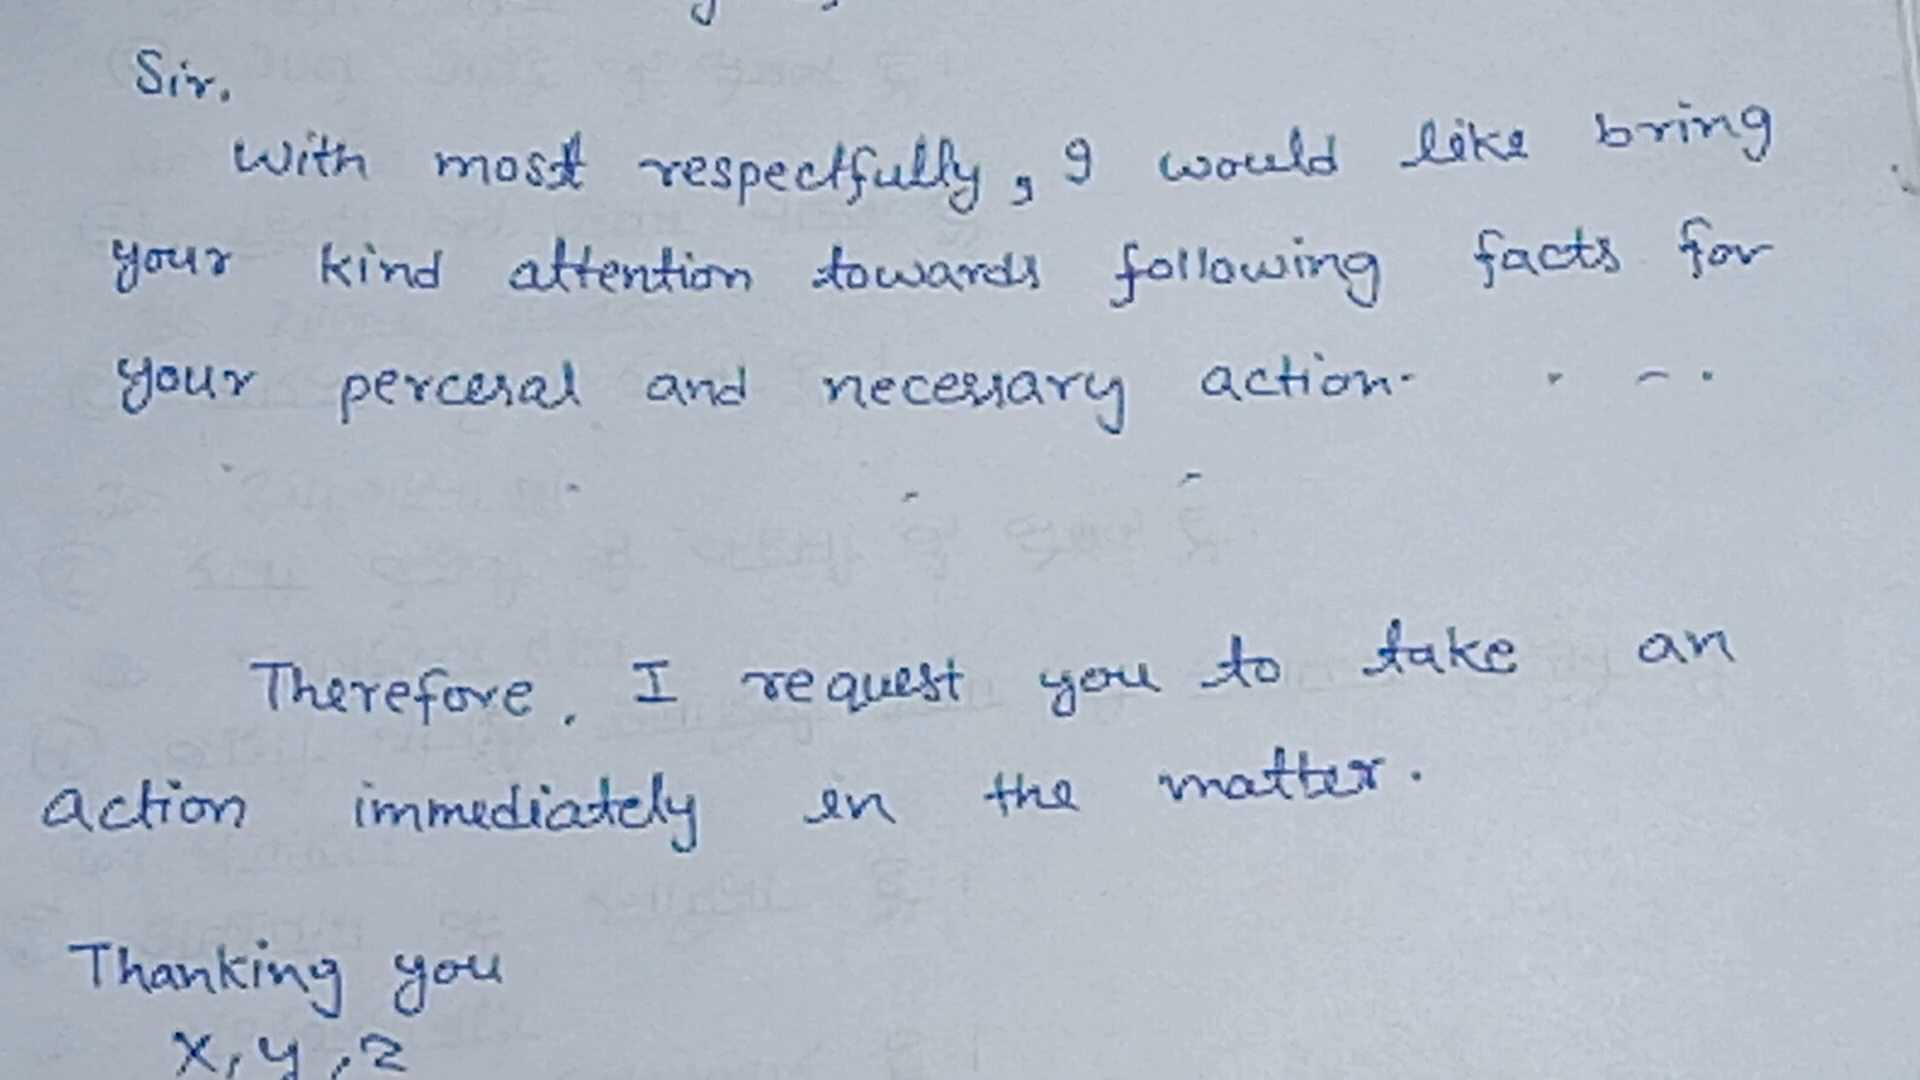 Sir.
with most respectfully, I would like bring
your kind attention towards following facts for
your percesal and necessary action. . - .
Therefore, I request you to take an
action immediately in the matter.
Thanking you
X, y, z